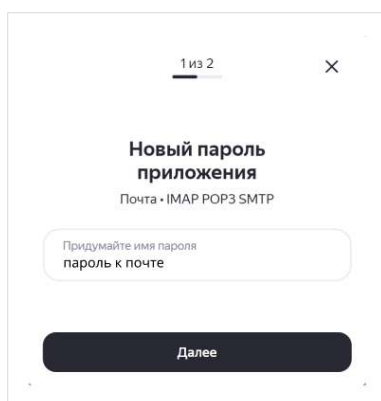 1 из 2
Новый пароль
приложения
Почта • IMAP POP3 SMTP
Придумайте имя пароля
пароль к почте
Далее